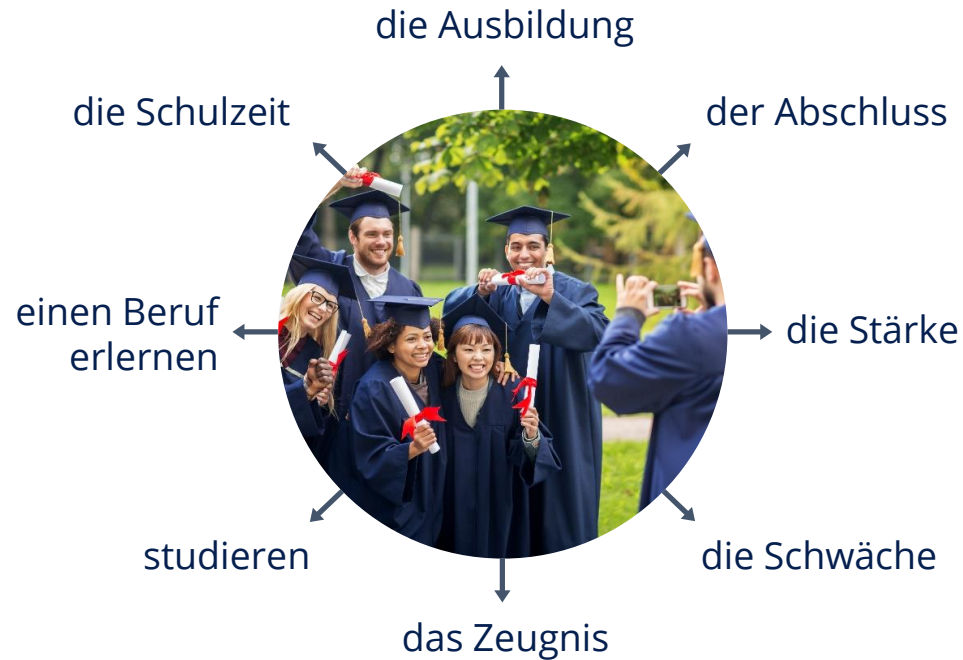 die Ausbildung
die Schulzeit
der Abschluss
einen Beruf
erlernen
die Stärke
studieren
die Schwäche
das Zeugnis